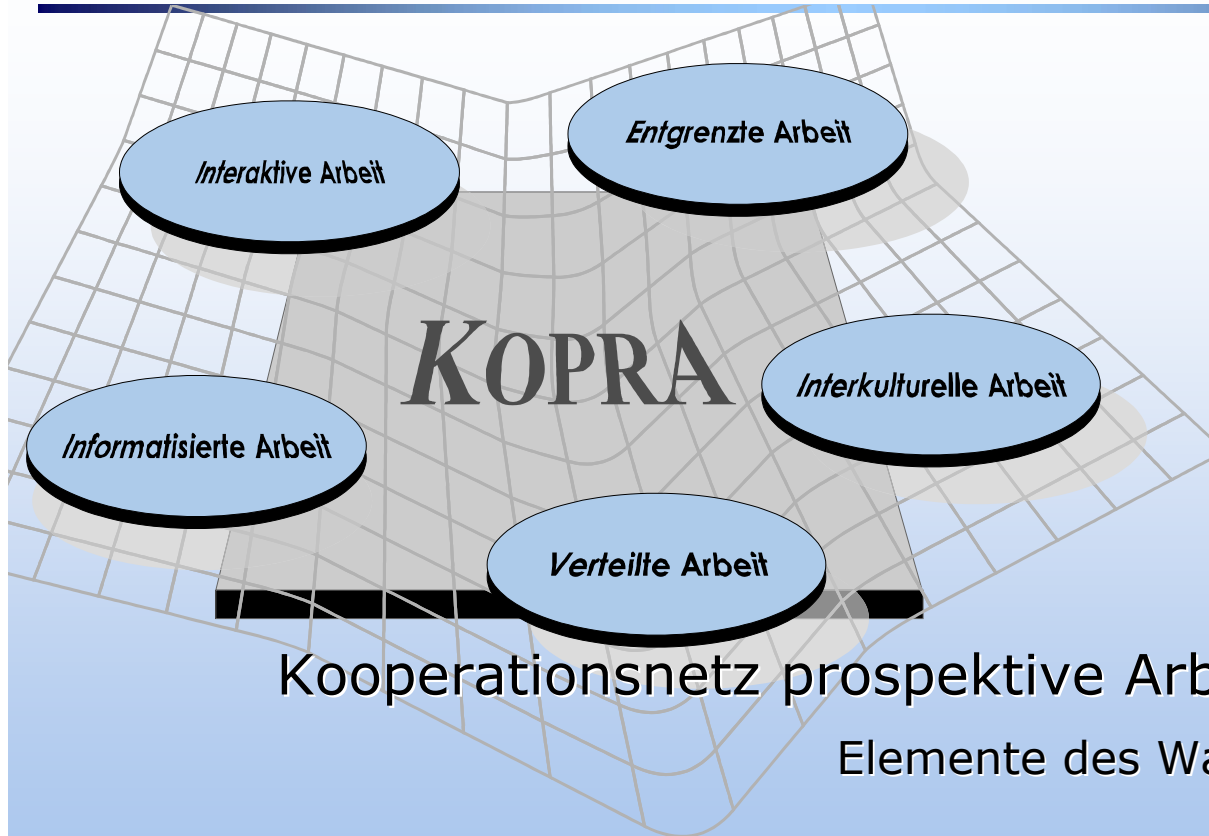 Entgrenzte Arbeit
Interaktive Arbeit
KOPRA
Interkulturelle Arbeit
Informatisierte Arbeit
Verteilte Arbeit
Kooperationsnetz prospektive
Elemente des